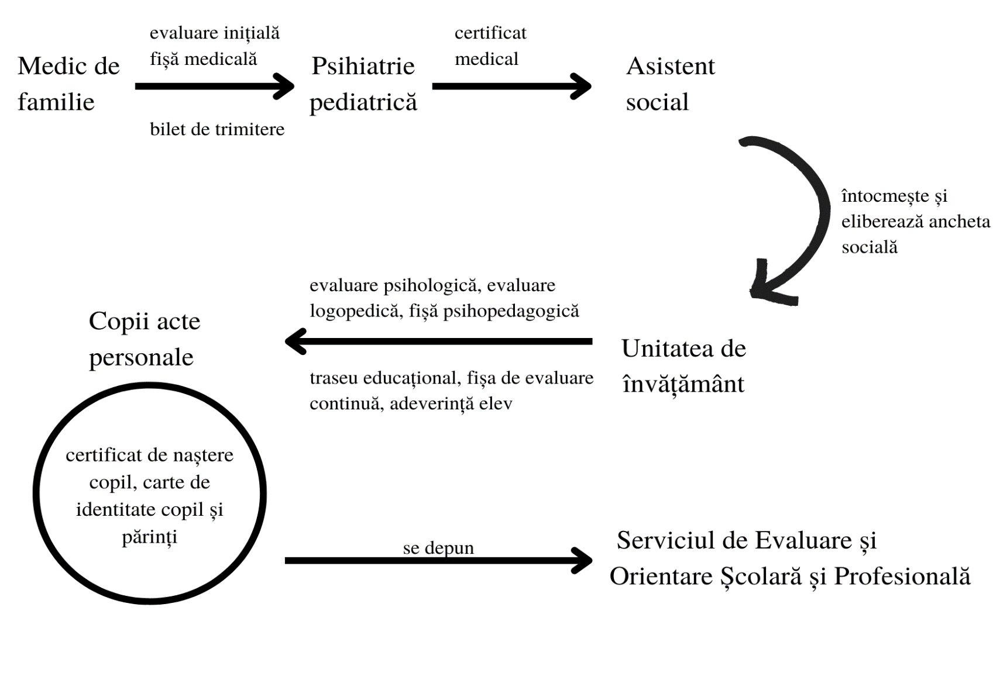 evaluare inițială
fișă medicală
certificat
medical
Medic de
familie
Psihiatrie
pediatrică
Asistent
social
bilet de trimitere
întocmește și
eliberează ancheta
socială
evaluare psihologică, evaluare
logopedică, fișă psihopedagogică
Unitatea de
învățământ
traseu educațional, fișa de evaluare
continuă, adeverință elev
Copii acte
personale
certificat de naștere
copil, carte de
identitate copil și
părinți
se depun
Serviciul de Evaluare și
Orientare Școlară și Profesională